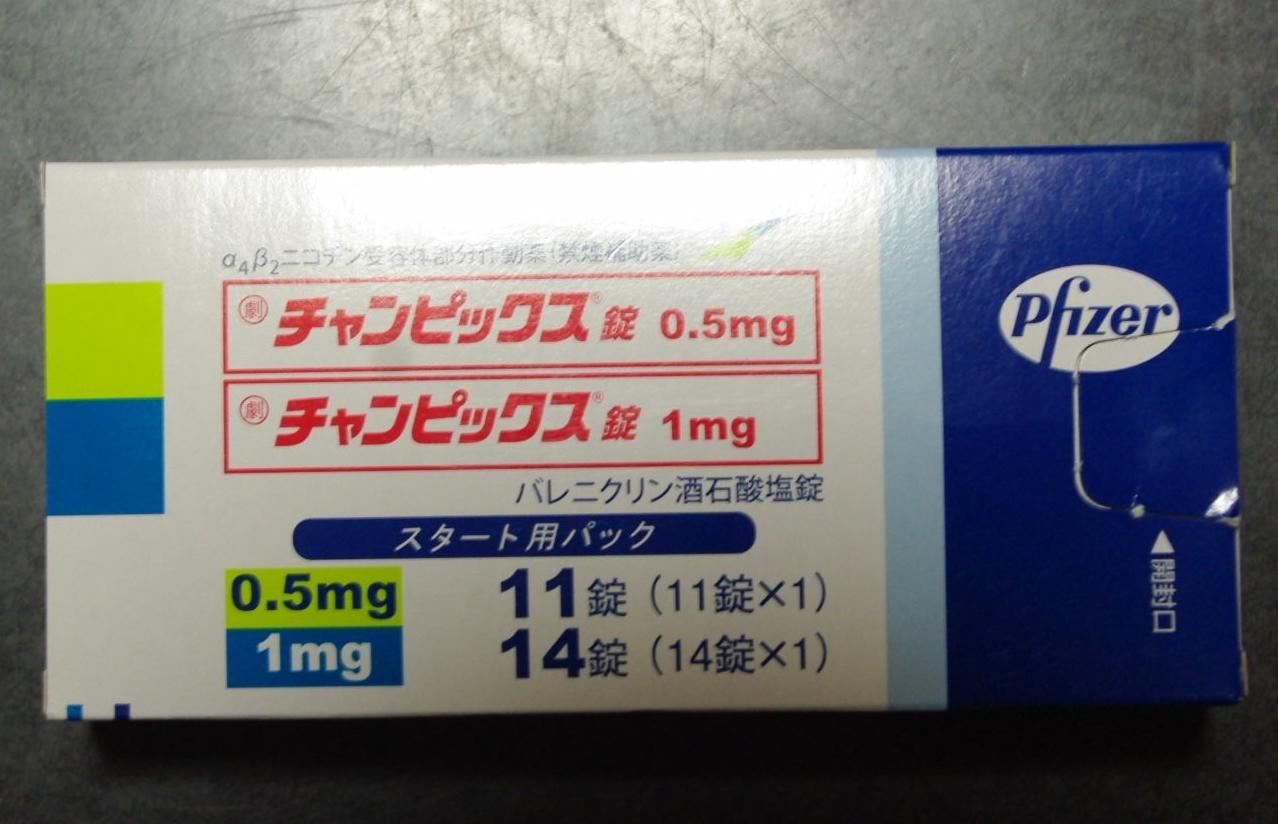 α4β2ニコチン受容体部分作動薬(禁煙補助薬)
劇 チャンピックス® 錠 0.5mg
劇 チャンピックス® 錠 1mg
バレニクリン酒石酸塩錠
スタート用パック
0.5mg 11錠(11錠×1)
1mg 14錠(14錠×1)
Pfizer
◀開封口